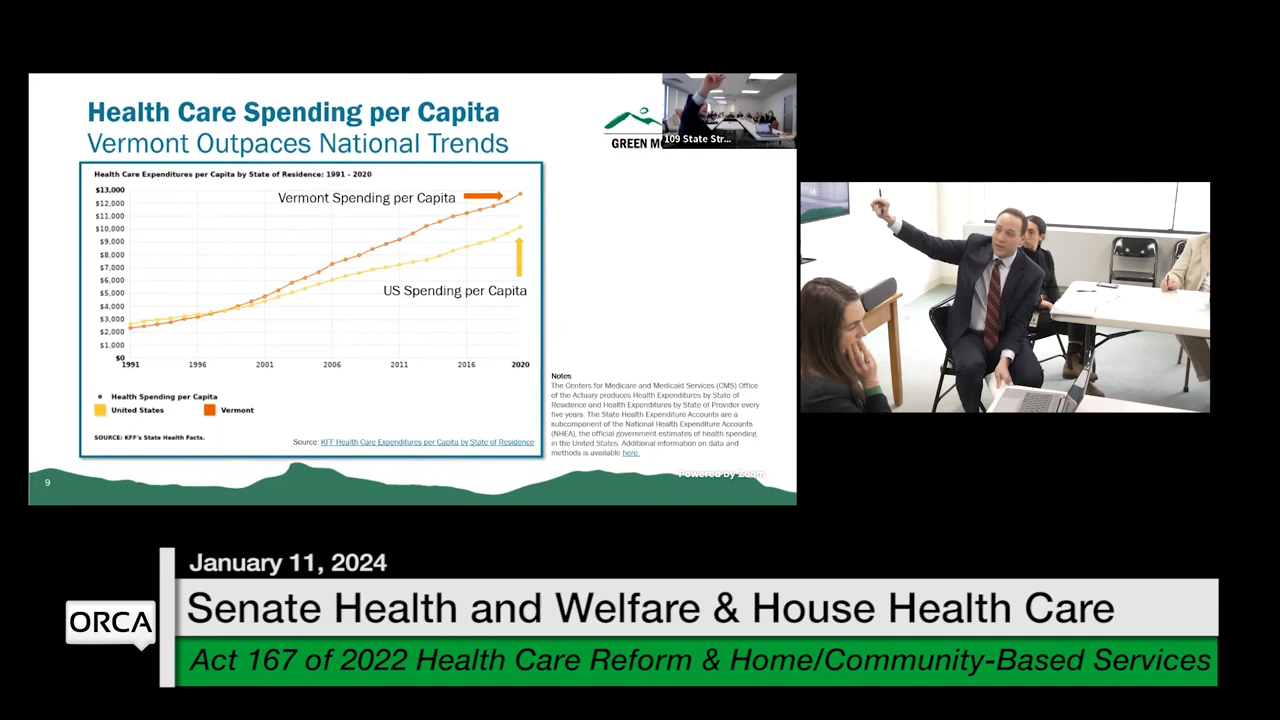 Health Care Spending per Capita
Vermont Outpaces National Trends
GREEN
109 State Str...
Health Care Expenditures per Capita by State of Residence: 1991 - 2020
$13,000
$12,000
$11,000
$10,000
$9,000
$8,000
$7,000
$6,000
$5,000
$4,000
$3,000
$2,000
$1,000
$0
Vermont Spending per Capita
US Spending per Capita
1991 1996 2001 2006 2011 2016 2020
Health Spending per Capita
United States Vermont
SOURCE: KFF's State Health Facts.
Source: KFF Health Care Expenditures per Capita by State of Residence
Notes
The Centers for Medicare and Medicaid Services (CMS) Office
of the Actuary produces Health Expenditures by State of
Residence and Health Expenditures by State of Provider every
five years. The State Health Expenditure Accounts are a
subcomponent of the National Health Expenditure Accounts
(NHEA), the official government estimates of health spending
in the United States. Additional information on data and
methods is available here.
Powered by Zoom
9
January 11, 2024
ORCA
Senate Health and Welfare & House Health Care
Act 167 of 2022 Health Care Reform & Home/Community-Based Services